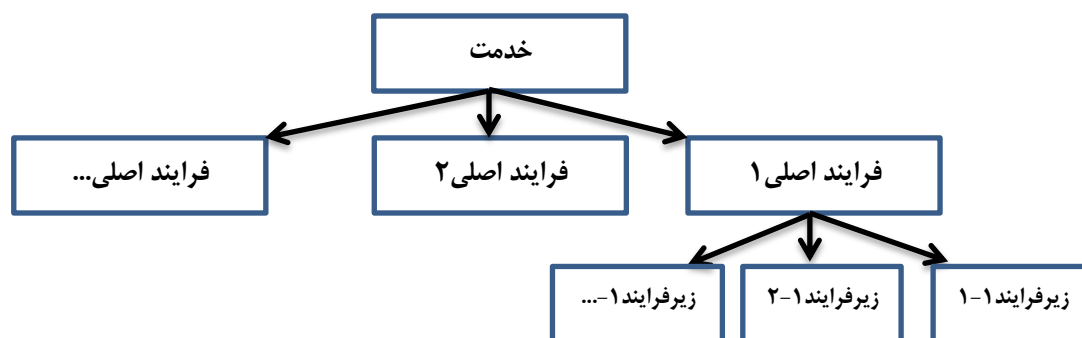 خدمت
فرایند اصلی۱
فرایند اصلی۲
فرایند اصلی...
زیرفرایند۱-۱
زیرفرایند۱-۲
زیرفرایند۱-...